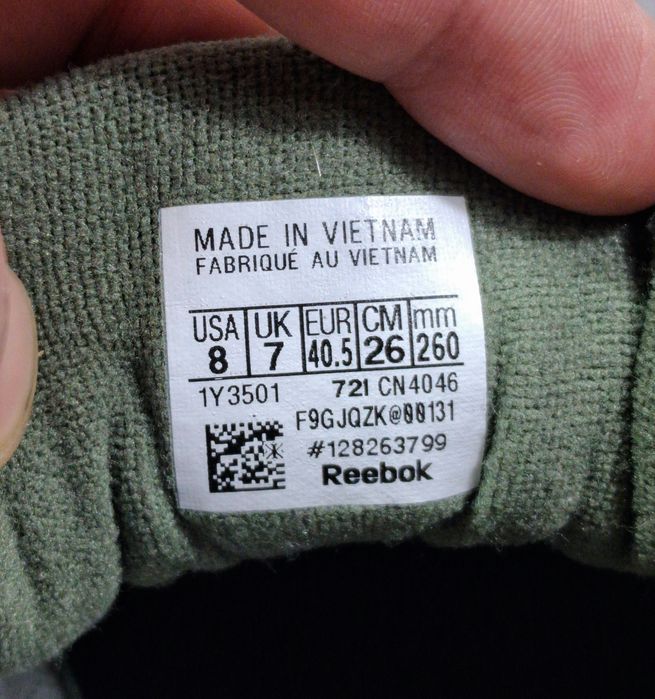 MADE IN VIETNAM
FABRIQUÉ AU VIETNAM
USA UK EUR CM mm
8 7 40.5 26 260
1Y3501 721 CN4046
F9GJQZK@00131
#128263799
Reebok